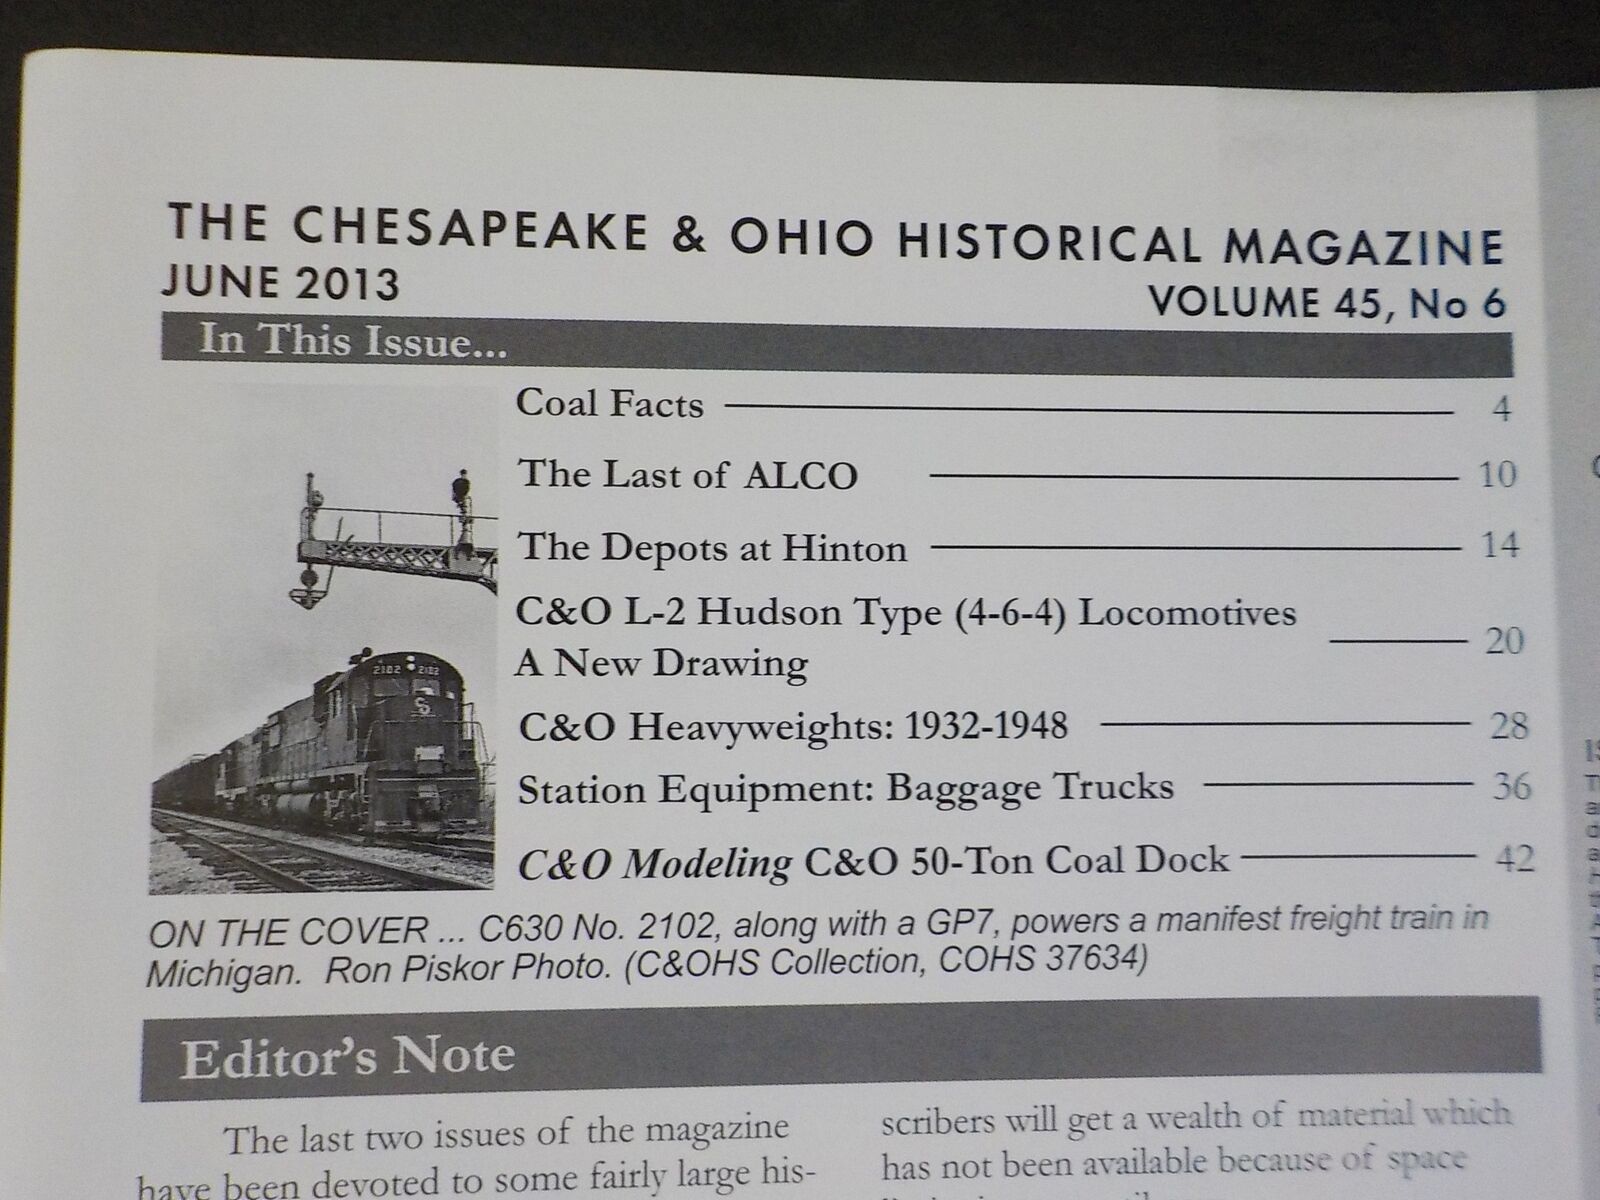 THE CHESAPEAKE & OHIO HISTORICAL MAGAZINE
JUNE 2013
VOLUME 45, No 6
In This Issue...
Coal Facts 4
The Last of ALCO 10
The Depots at Hinton 14
C&O L-2 Hudson Type (4-6-4) Locomotives
A New Drawing 20
C&O Heavyweights: 1932-1948 28
Station Equipment: Baggage Trucks 36
C&O Modeling C&O 50-Ton Coal Dock 42
2102 2102
ON THE COVER ... C630 No. 2102, along with a GP7, powers a manifest freight train in
Michigan. Ron Piskor Photo. (C&OHS Collection, COHS 37634)
Editor's Note
The last two issues of the magazine
have been devoted to some fairly large his-
scribers will get a wealth of material which
has not been available because of space